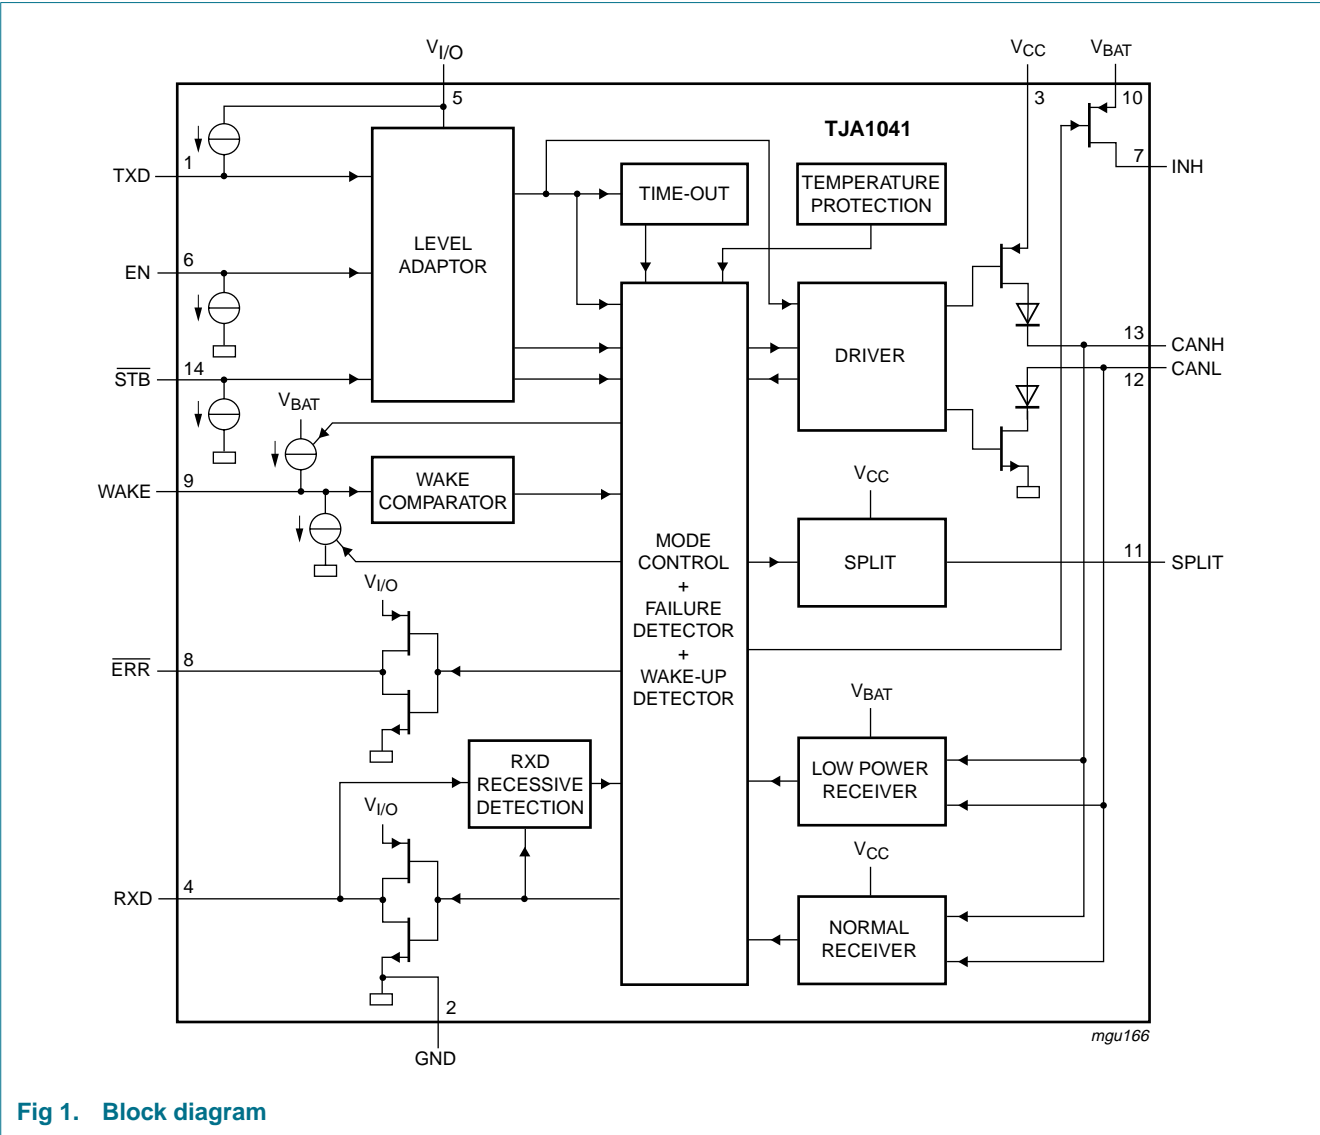 VI/O
VCC
VBAT
5
3
10
TJA1041
7
INH
1
TXD
TIME-OUT
TEMPERATURE
PROTECTION
LEVEL
ADAPTOR
6
EN
13
CANH
DRIVER
14
STB
CANL
12
VBAT
9
WAKE
WAKE
COMPARATOR
VCC
MODE
CONTROL
+
FAILURE
DETECTOR
+
WAKE-UP
DETECTOR
SPLIT
11
SPLIT
VI/O
8
ERR
VBAT
RXD
RECESSIVE
DETECTION
LOW POWER
RECEIVER
VI/O
VCC
4
RXD
NORMAL
RECEIVER
2
GND
mgu166
Fig 1. Block diagram